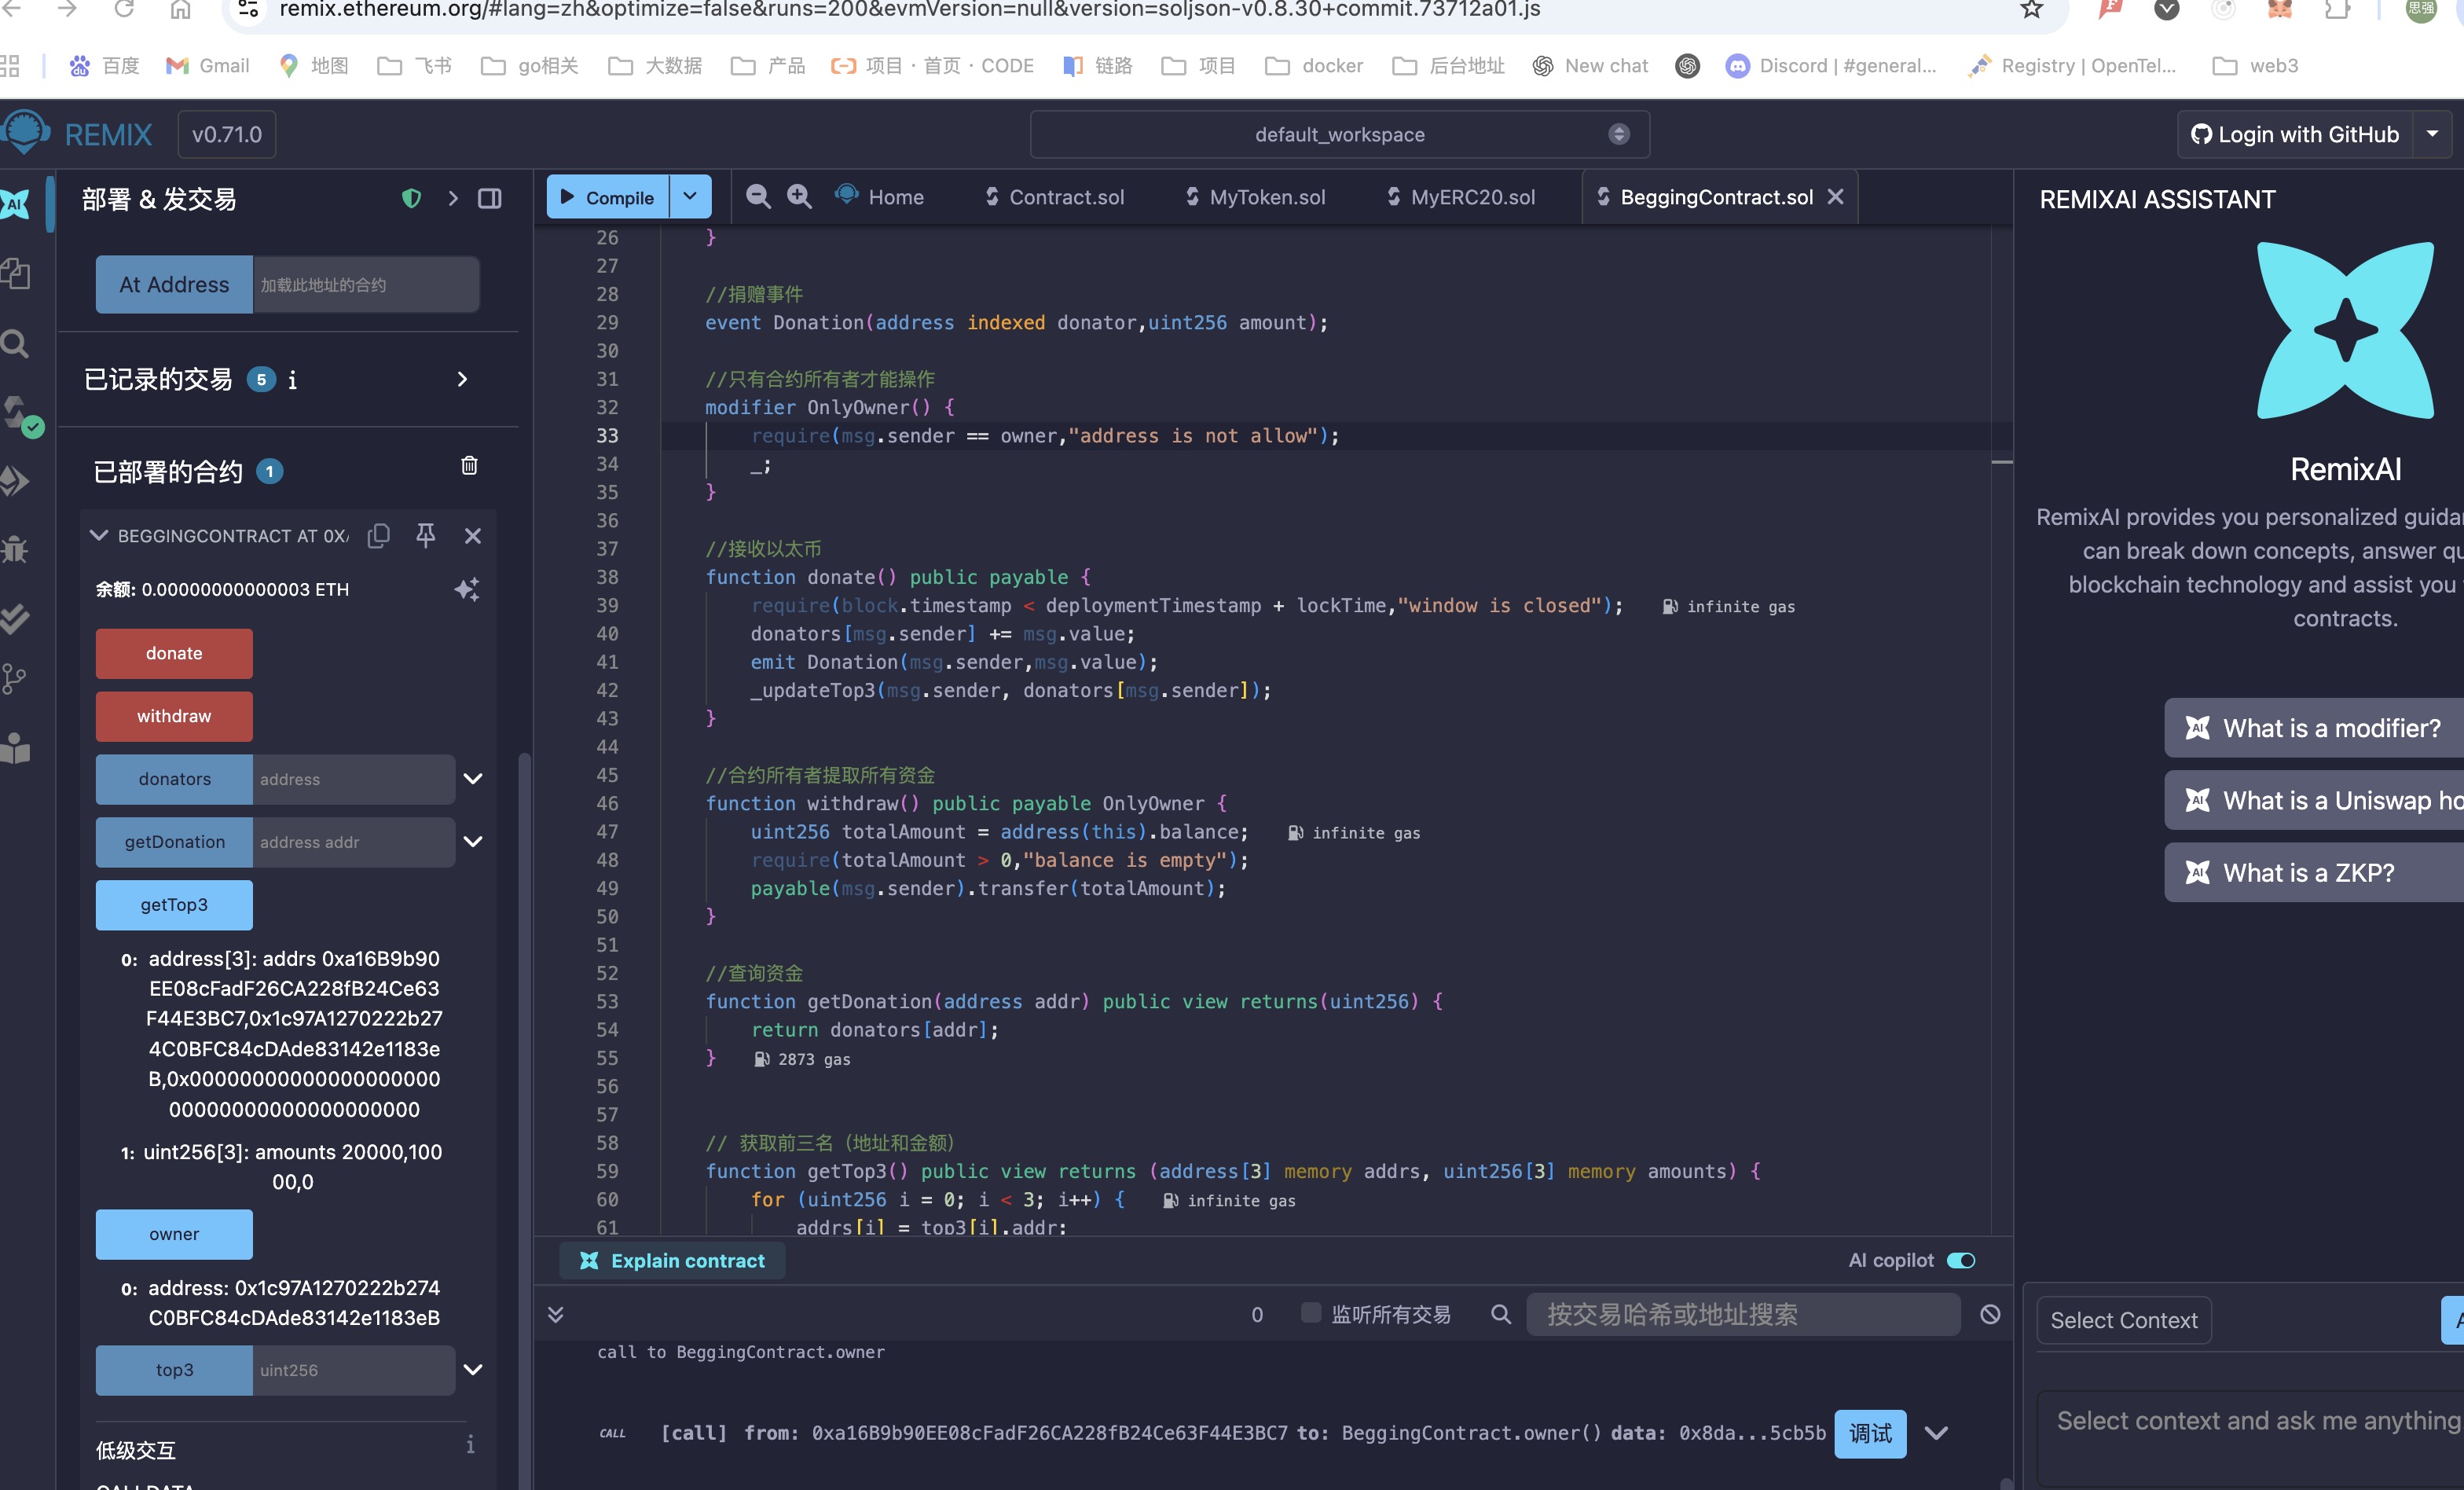 remix.ethereum.org/#lang=zh&optimize=false&runs=200&evmVersion=null&version=soljson-v0.8.30+commit.73712a01.js
思强
百度 Gmail 地图 飞书 go相关 大数据 产品 项目 · 首页 · CODE 链路 项目 docker 后台地址 New chat Discord | #general... Registry | OpenTel... web3
REMIX v0.71.0 default_workspace Login with GitHub
部署 & 发交易
At Address 加载此地址的合约
已记录的交易 5 i
已部署的合约 1
BEGGINGCONTRACT AT 0X
余额: 0.00000000000003 ETH
donate
withdraw
donators address
getDonation address addr
getTop3
0: address[3]: addrs 0xa16B9b90
EE08cFadF26CA228fB24Ce63
F44E3BC7,0x1c97A1270222b27
4C0BFC84cDAde83142e1183e
B,0x00000000000000000000
00000000000000000000
1: uint256[3]: amounts 20000,100
00,0
owner
0: address: 0x1c97A1270222b274
C0BFC84cDAde83142e1183eB
top3 uint256
低级交互 i
CALLDATA
Compile Home Contract.sol MyToken.sol MyERC20.sol BeggingContract.sol
26 }
27
28 //捐赠事件
29 event Donation(address indexed donator,uint256 amount);
30
31 //只有合约所有者才能操作
32 modifier OnlyOwner() {
33 require(msg.sender == owner,"address is not allow");
34 _;
35 }
36
37 //接收以太币
38 function donate() public payable {
39 require(block.timestamp < deploymentTimestamp + lockTime,"window is closed"); infinite gas
40 donators[msg.sender] += msg.value;
41 emit Donation(msg.sender,msg.value);
42 _updateTop3(msg.sender, donators[msg.sender]);
43 }
44
45 //合约所有者提取所有资金
46 function withdraw() public payable OnlyOwner {
47 uint256 totalAmount = address(this).balance; infinite gas
48 require(totalAmount > 0,"balance is empty");
49 payable(msg.sender).transfer(totalAmount);
50 }
51
52 //查询资金
53 function getDonation(address addr) public view returns(uint256) {
54 return donators[addr];
55 } 2873 gas
56
57
58 // 获取前三名（地址和金额）
59 function getTop3() public view returns (address[3] memory addrs, uint256[3] memory amounts) {
60 for (uint256 i = 0; i < 3; i++) { infinite gas
61 addrs[i] = top3[i].addr;
Explain contract AI copilot
0 监听所有交易 按交易哈希或地址搜索
call to BeggingContract.owner
CALL [call] from: 0xa16B9b90EE08cFadF26CA228fB24Ce63F44E3BC7 to: BeggingContract.owner() data: 0x8da...5cb5b 调试
REMIXAI ASSISTANT
RemixAI
RemixAI provides you personalized guida
can break down concepts, answer qu
blockchain technology and assist you
contracts.
AI What is a modifier?
AI What is a Uniswap ho
AI What is a ZKP?
Select Context
Select context and ask me anything